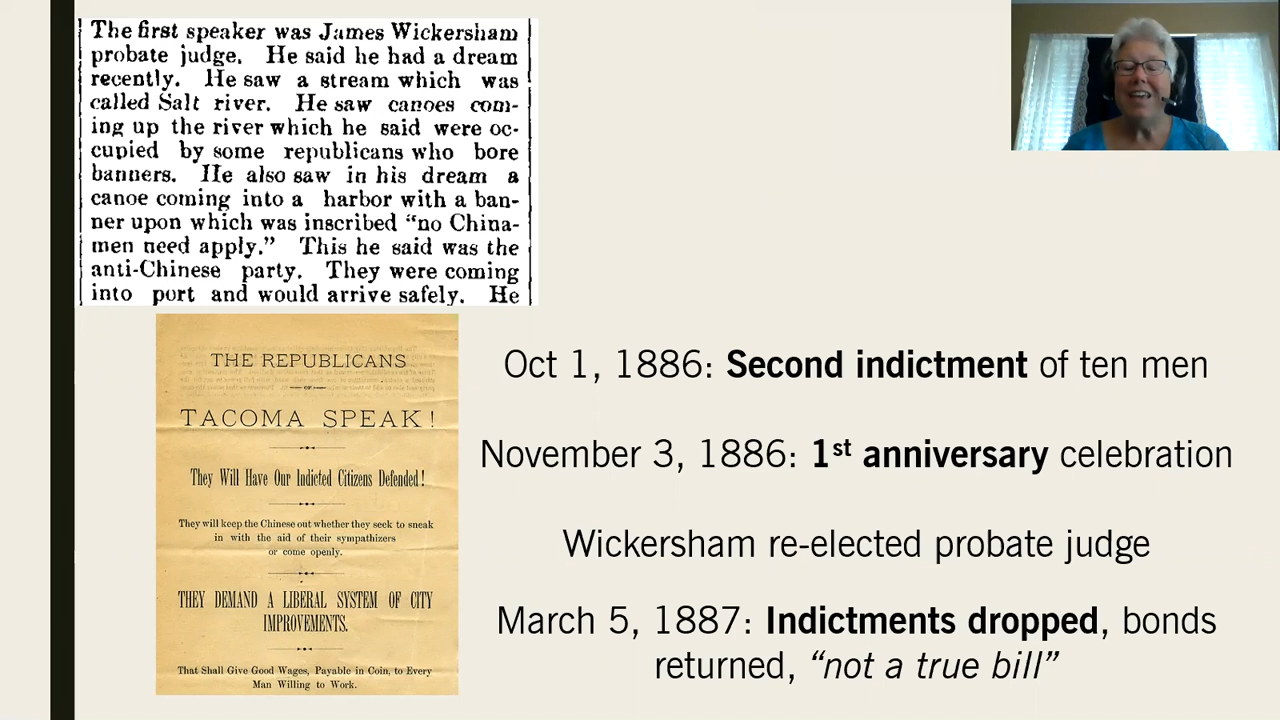 The first speaker was James Wickersham
probate judge. He said he had a dream
recently. He saw a stream which was
called Salt river. He saw canoes com-
ing up the river which he said were oc-
cupied by some republicans who bore
banners. He also saw in his dream a
canoe coming into a harbor with a ban-
ner upon which was inscribed “no China-
men need apply.” This he said was the
anti-Chinese party. They were coming
into port and would arrive safely. He
THE REPUBLICANS
OF
TACOMA SPEAK!
They Will Have Our Indicted Citizens Defended!
They will keep the Chinese out whether they seek to sneak
in with the aid of their sympathizers
or come openly.
THEY DEMAND A LIBERAL SYSTEM OF CITY
IMPROVEMENTS.
That Shall Give Good Wages, Payable in Coin, to Every
Man Willing to Work.
Oct 1, 1886: Second indictment of ten men
November 3, 1886: 1st anniversary celebration
Wickersham re-elected probate judge
March 5, 1887: Indictments dropped, bonds
returned, “not a true bill”